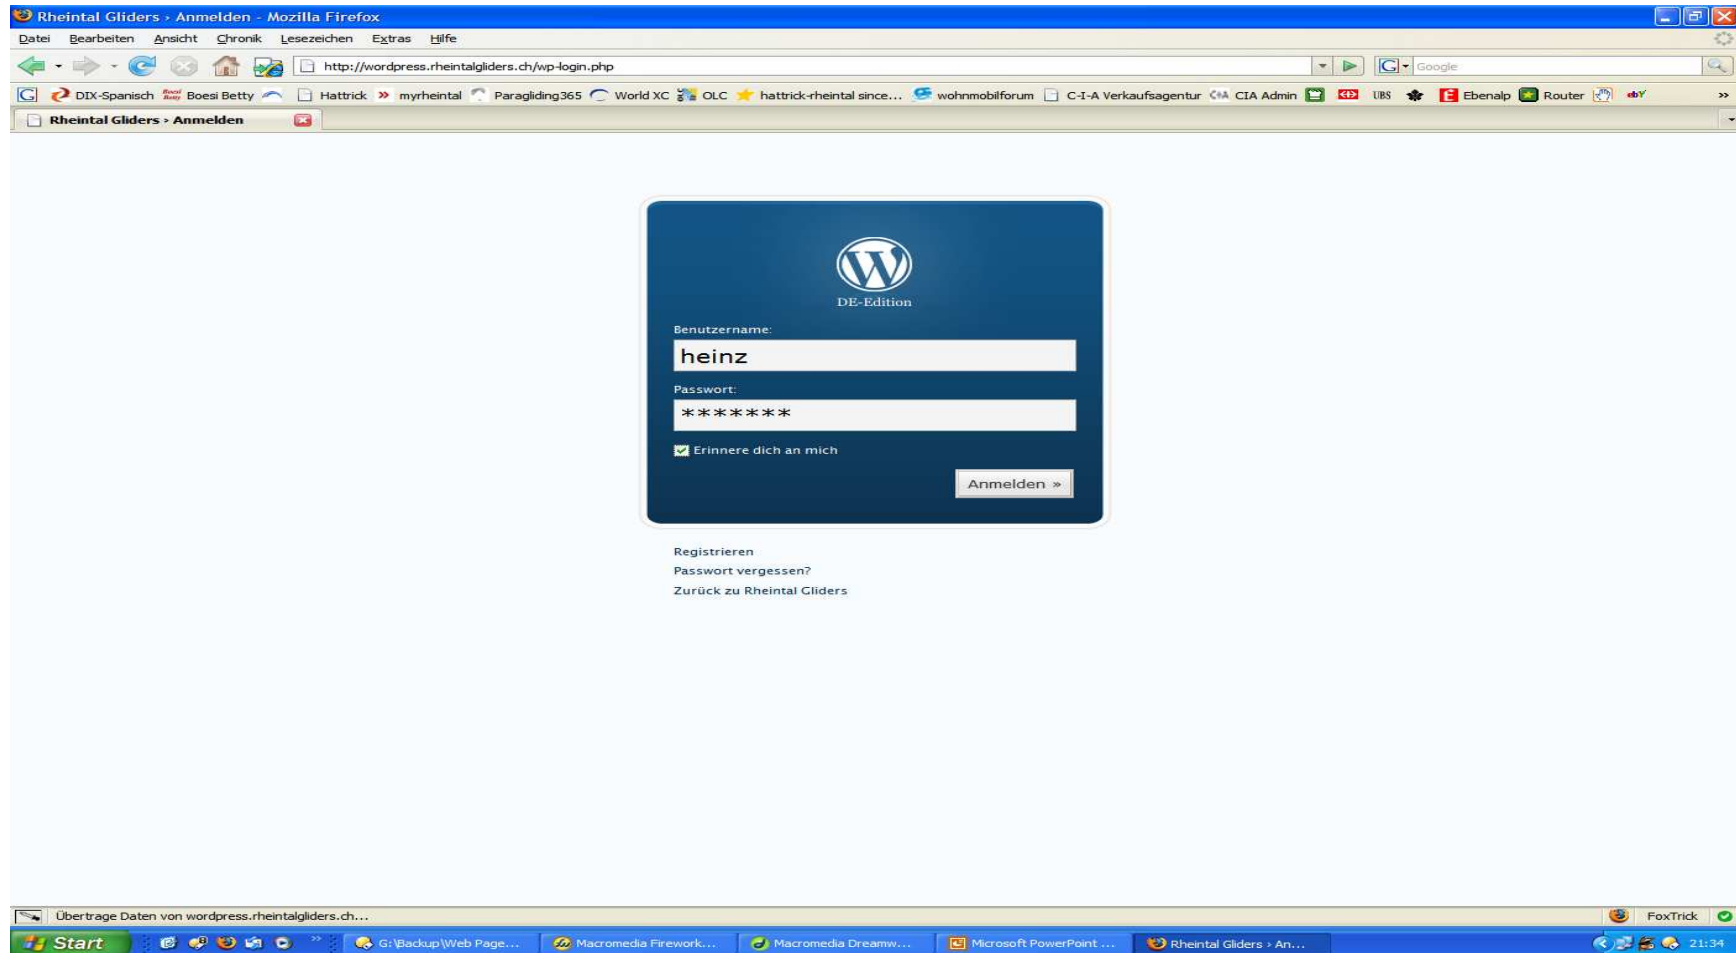 Rheintal Gliders › Anmelden - Mozilla Firefox
Datei Bearbeiten Ansicht Chronik Lesezeichen Extras Hilfe
http://wordpress.rheintalgliders.ch/wp-login.php G Google
G DIX-Spanisch Boesi Betty Boesi Betty Hattrick myrheintal Paragliding365 World XC OLC hattrick-rheintal since... wohnmobilforum C-I-A Verkaufsagentur CIA Admin UBS Ebenalp Router ebY »
Rheintal Gliders › Anmelden
W
DE-Edition
Benutzername:
heinz
Passwort:
*******
Erinnere dich an mich
Anmelden »
Registrieren
Passwort vergessen?
Zurück zu Rheintal Gliders
Übertrage Daten von wordpress.rheintalgliders.ch... FoxTrick
Start » G:\Backup\Web Page... Macromedia Firework... Macromedia Dreamw... Microsoft PowerPoint ... Rheintal Gliders › An... 21:34